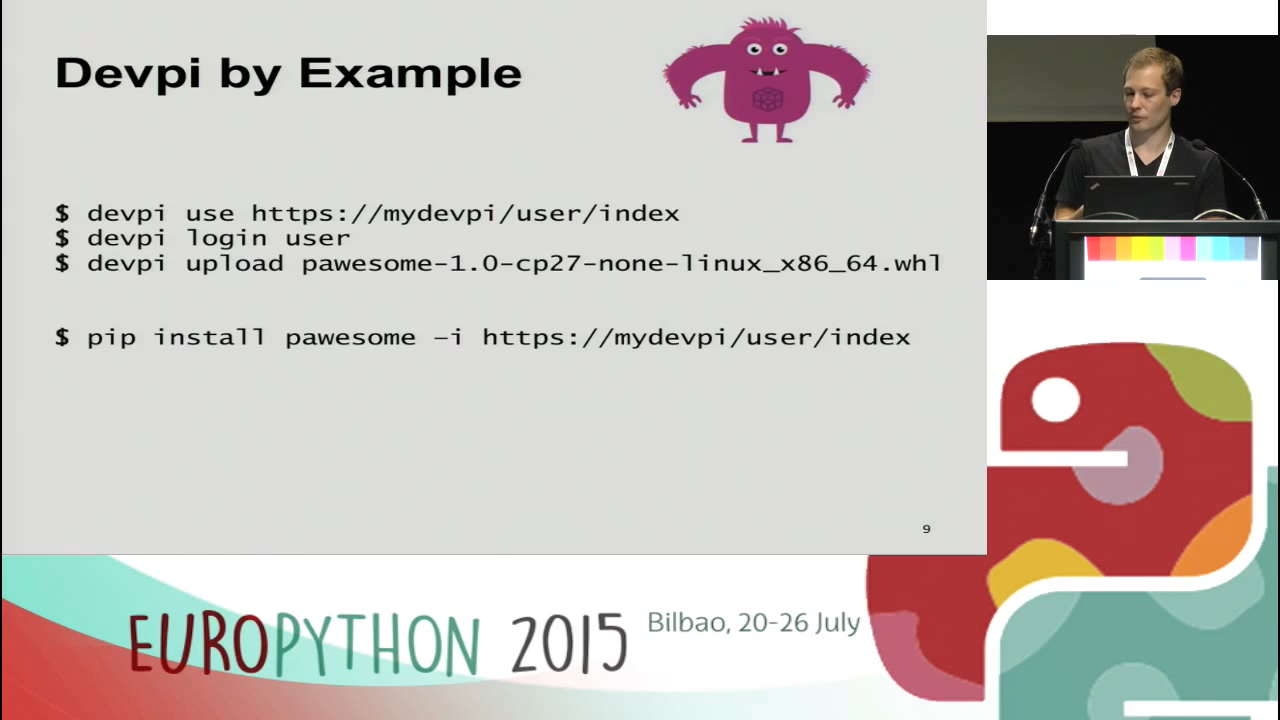 Devpi by Example
$ devpi use https://mydevpi/user/index
$ devpi login user
$ devpi upload pawesome-1.0-cp27-none-linux_x86_64.whl
$ pip install pawesome –i https://mydevpi/user/index
9
EUROPYTHON 2015
Bilbao, 20-26 July